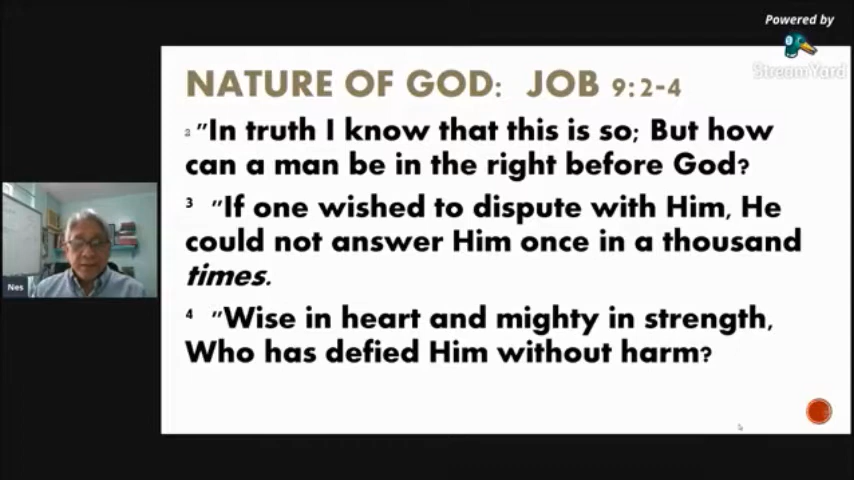 Powered by
StreamYard
NATURE OF GOD: JOB 9:2-4
2 "In truth I know that this is so; But how
can a man be in the right before God?
3 "If one wished to dispute with Him, He
could not answer Him once in a thousand
times.
4 "Wise in heart and mighty in strength,
Who has defied Him without harm?
Nes